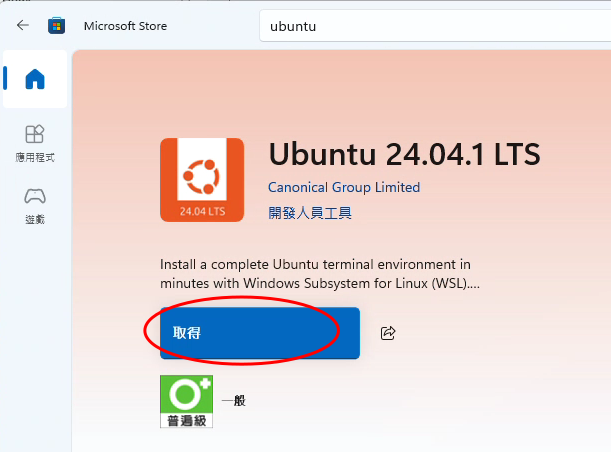 Microsoft Store
ubuntu
應用程式
遊戲
Ubuntu 24.04.1 LTS
Canonical Group Limited
24.04 LTS
開發人員工具
Install a complete Ubuntu terminal environment in
minutes with Windows Subsystem for Linux (WSL)....
取得
普遍級
一般